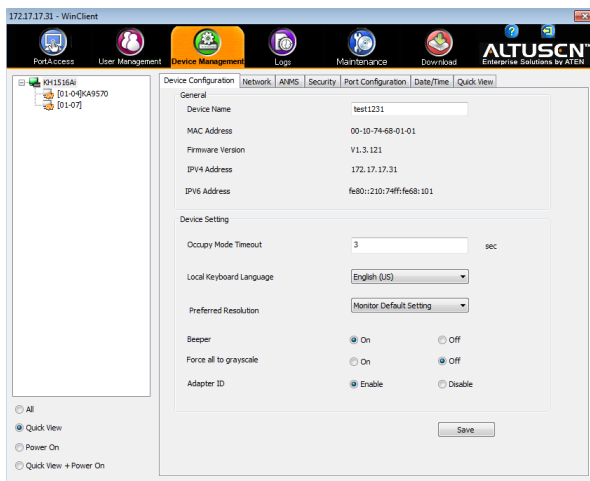 172.17.17.31 - WinClient
PortAccess User Management Device Management Logs Maintenance Download
ALTUSEN™
Enterprise Solutions by ATEN
KH1516Ai
[01-04]KA9570
[01-07]
Device Configuration Network ANMS Security Port Configuration Date/Time Quick View
General
Device Name test1231
MAC Address 00-10-74-68-01-01
Firmware Version V1.3.121
IPV4 Address 172.17.17.31
IPV6 Address fe80::210:74ff:fe68:101
Device Setting
Occupy Mode Timeout 3 sec
Local Keyboard Language English (US)
Preferred Resolution Monitor Default Setting
Beeper On Off
Force all to grayscale On Off
Adapter ID Enable Disable
Save
All
Quick View
Power On
Quick View + Power On